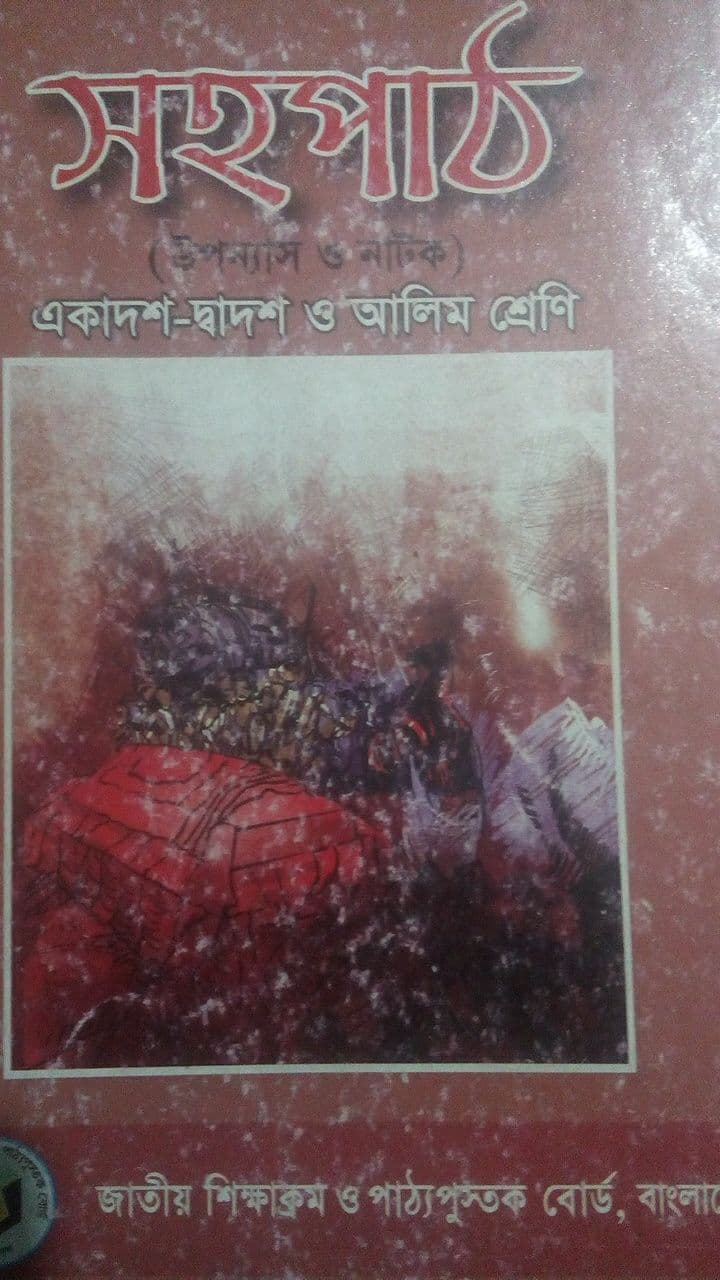 সহপাঠ
(উপন্যাস ও নাটক)
একাদশ-দ্বাদশ ও আলিম শ্রেণি
জাতীয় শিক্ষাক্রম ও পাঠ্যপুস্তক বোর্ড,